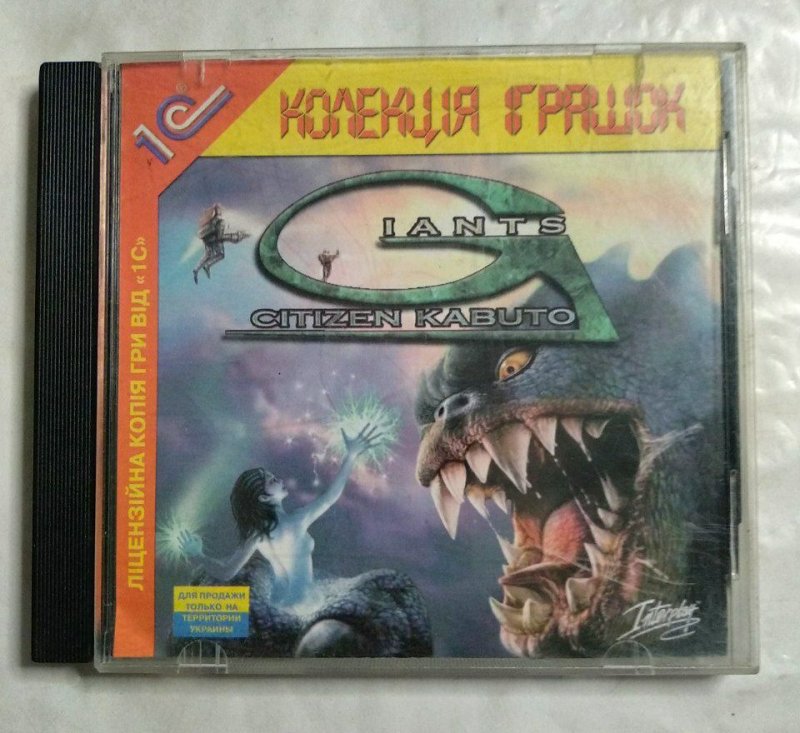 1С®
КОЛЕКЦІЯ ІГРАШОК
GIANTS
CITIZEN KABUTO
ЛІЦЕНЗІЙНА КОПІЯ ГРИ ВІД «1С»
ДЛЯ ПРОДАЖИ
ТОЛЬКО НА
ТЕРРИТОРИИ
УКРАИНЫ
Interplay